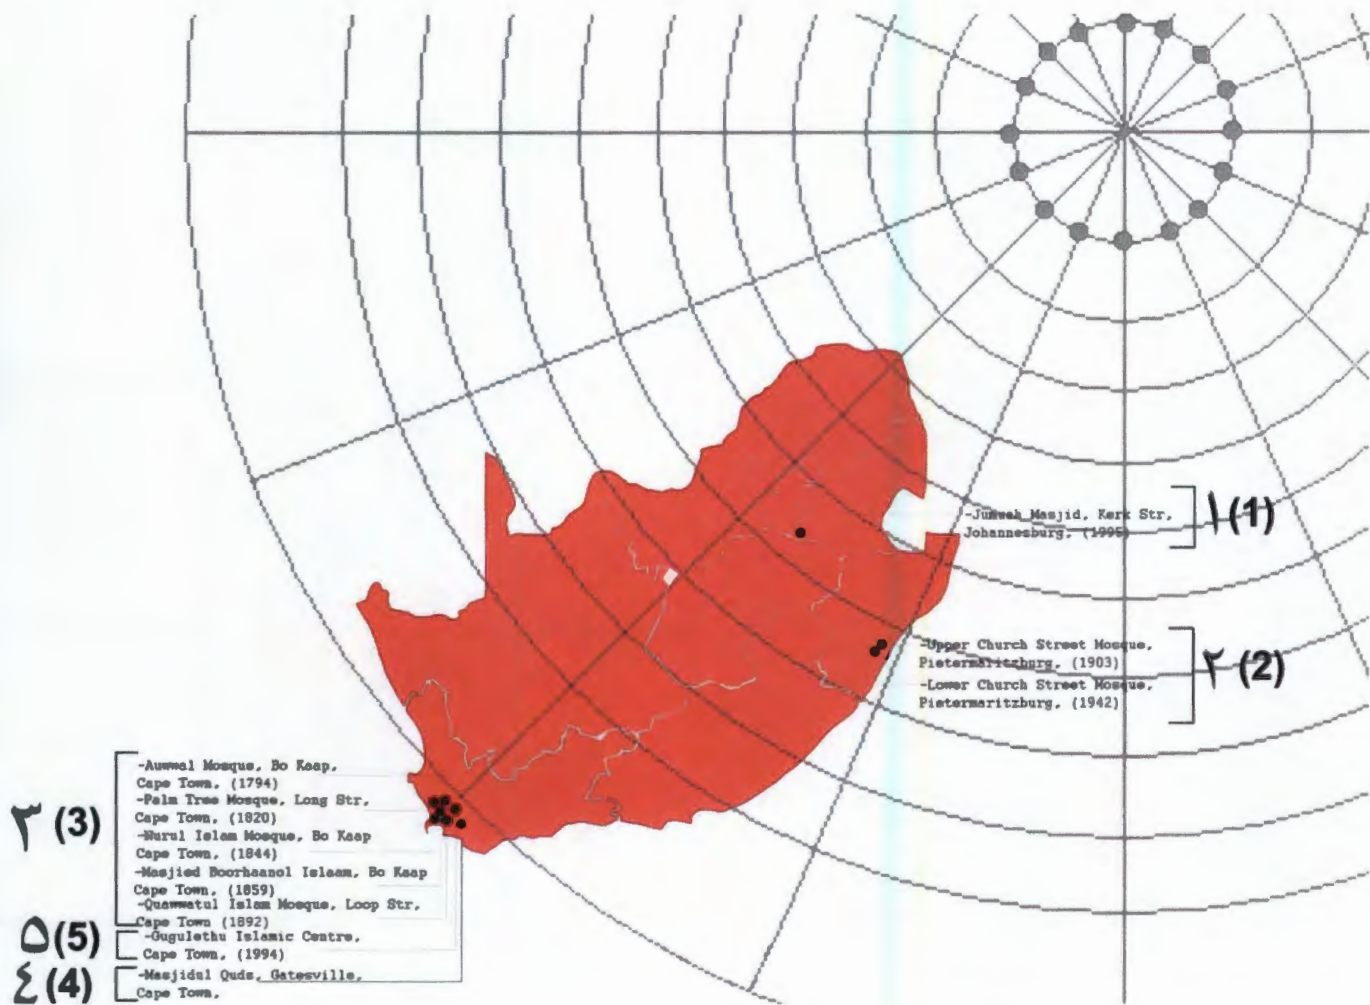 -Jumuah Masjid, Kerk Str,
Johannesburg, (1995)
١ (1)
-Upper Church Street Mosque,
Pietermaritzburg, (1903)
-Lower Church Street Mosque,
Pietermaritzburg, (1942)
٢ (2)
-Auwwal Mosque, Bo Kaap,
Cape Town, (1794)
-Palm Tree Mosque, Long Str,
Cape Town, (1820)
-Nurul Islam Mosque, Bo Kaap
Cape Town, (1844)
-Masjied Boorhaanol Islaam, Bo Kaap
Cape Town, (1859)
-Quawwatul Islam Mosque, Loop Str,
Cape Town (1892)
٣ (3)
-Gugulethu Islamic Centre,
Cape Town, (1994)
۵ (5)
-Masjidul Quds, Gatesville,
Cape Town,
٤ (4)